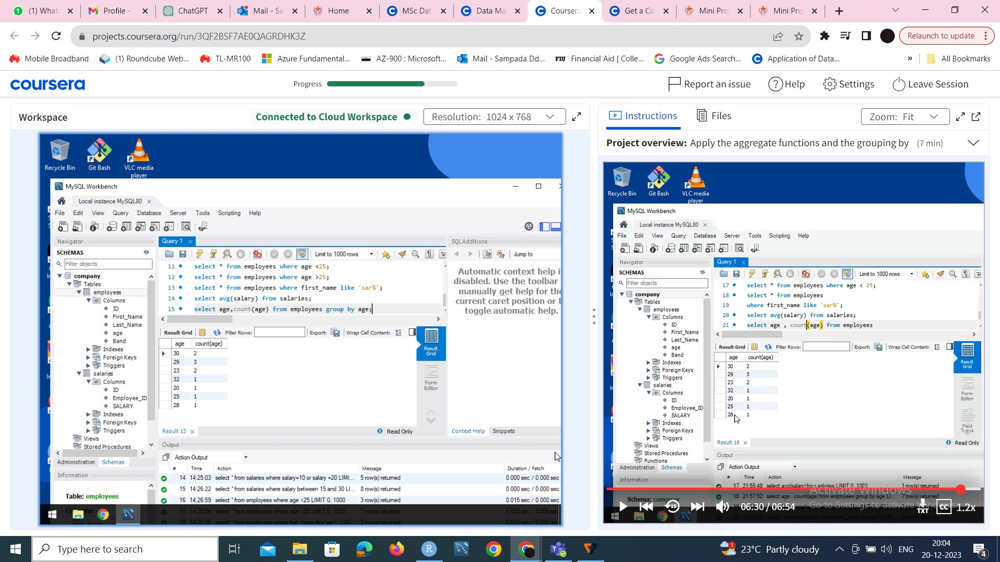 (1) What
Profile -
ChatGPT
Mail - Sa
Home
MSc Dat
Data Ma
Coursera
Get a Co
Mini Pro
Mini Pro
projects.coursera.org/run/3QF2BSF7AE0QAGRDHK3Z
Relaunch to update
Mobile Broadband
(1) Roundcube Web...
TL-MR100
Azure Fundamental...
AZ-900 : Microsoft...
Mail - Sampada Dd...
FIU Financial Aid | Colle...
Google Ads Search...
Application of Data...
»
All Bookmarks
coursera
Progress
Report an issue
Help
Settings
Leave Session
Workspace
Connected to Cloud Workspace
Resolution: 1024 x 768
Instructions
Files
Zoom: Fit
Project overview: Apply the aggregate functions and the grouping by (7 min)
Recycle Bin
Git Bash
VLC media player
MySQL Workbench
Local instance MySQL80
File Edit View Query Database Server Tools Scripting Help
Navigator
SCHEMAS
Filter objects
company
Tables
employees
Columns
ID
First_Name
Last_Name
age
Band
Indexes
Foreign Keys
Triggers
salaries
Columns
ID
Employee_ID
SALARY
Indexes
Foreign Keys
Triggers
Views
Stored Procedures
Administration Schemas
Information
Table: employees
Query 1
Limit to 1000 rows
11 select * from employees where age <25;
12 select * from employees where age >25;
13 select * from employees where first_name like 'sar%';
14 select avg(salary) from salaries;
15 select age,count(age) from employees group by age;
Result Grid
Filter Rows:
Export:
Wrap Cell Content:
age count(age)
30 2
29 3
23 2
32 1
20 1
25 1
28 1
Result Grid
Form Editor
Result 13
Read Only
SQLAdditions
Jump to
Automatic context help i
disabled. Use the toolbar
manually get help for the
current caret position or t
toggle automatic help.
Context Help
Snippets
Output
Action Output
# Time Action Message Duration / Fetch
14 14:25:03 select * from salaries where salary=10 or salary =20 LIMI... 5 row(s) returned 0.000 sec / 0.000 sec
15 14:26:22 select * from salaries where salary between 15 and 30 LI... 8 row(s) returned 0.000 sec / 0.000 sec
16 14:26:59 select * from employees where age <25 LIMIT 0, 1000 3 row(s) returned 0.015 sec / 0.000 sec
17 14:28:04 select * from employees where age >25 LIMIT 0, 1000 7 row(s) returned 0.000 sec / 0.000 sec
18 14:30:36 select * from employees where first_name like 'sar%' LIMI... 2 row(s) returned 0.000 sec / 0.000 sec
Recycle Bin
Git Bash
VLC media player
MySQL Workbench
Local instance MySQL80
File Edit View Query Database Server Tools Scripting Help
Navigator
SCHEMAS
Filter objects
company
Tables
employees
Columns
ID
First_Name
Last_Name
age
Band
Indexes
Foreign Keys
Triggers
salaries
Columns
ID
Employee_ID
SALARY
Indexes
Foreign Keys
Triggers
Views
Stored Procedures
Functions
Administration Schemas
Information
Schema: company
Query 1
Limit to 1000 rows
17 select * from employees where age < 25;
18 select * from employees
19 where first_name like 'sar%';
20 select avg(salary) from salaries;
21 select age , count(age) from employees
Result Grid
Filter Rows:
Export:
Wrap Cell Content:
age count(age)
30 2
29 3
23 2
32 1
20 1
25 1
28 1
Result Grid
Form Editor
Field Types
Result 18
Read Only
Output
Action Output
# Time Action Message
17 21:55:48 select avg(salary) from salaries LIMIT 0, 1000 1 row(s) returned
18 21:57:52 select age , count(age) from employees group by age LI...
Activate Windows
Go to Settings to activate Windows.
15
06:30 / 06:54
TXT
CC
1.2x
Type here to search
1
23°C Partly cloudy
ENG
20:04
20-12-2023
4